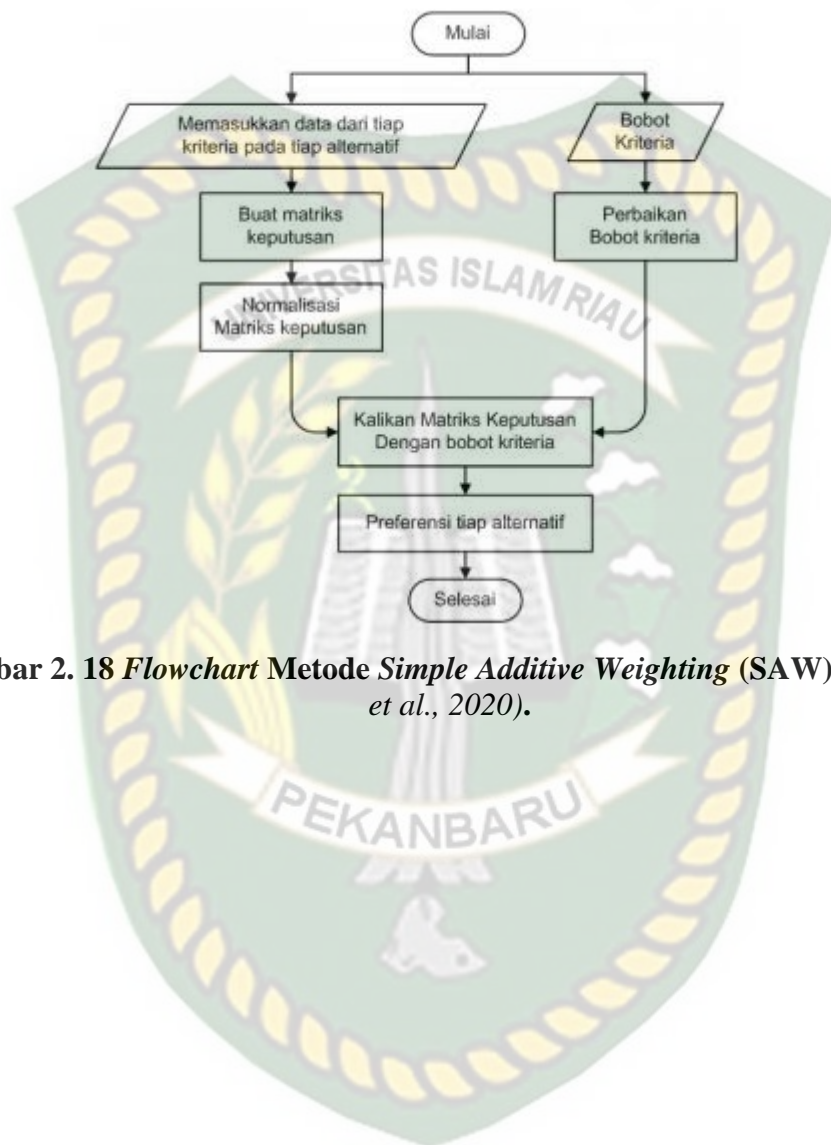 Mulai
Memasukkan data dari tiap
kriteria pada tiap alternatif
Bobot
Kriteria
Buat matriks
keputusan
Perbaikan
Bobot kriteria
UNIVERSITAS ISLAM RIAU
Normalisasi
Matriks keputusan
Kalikan Matriks Keputusan
Dengan bobot kriteria
Preferensi tiap alternatif
Selesai
bar 2. 18 Flowchart Metode Simple Additive Weighting (SAW)
et al., 2020).
PEKANBARU